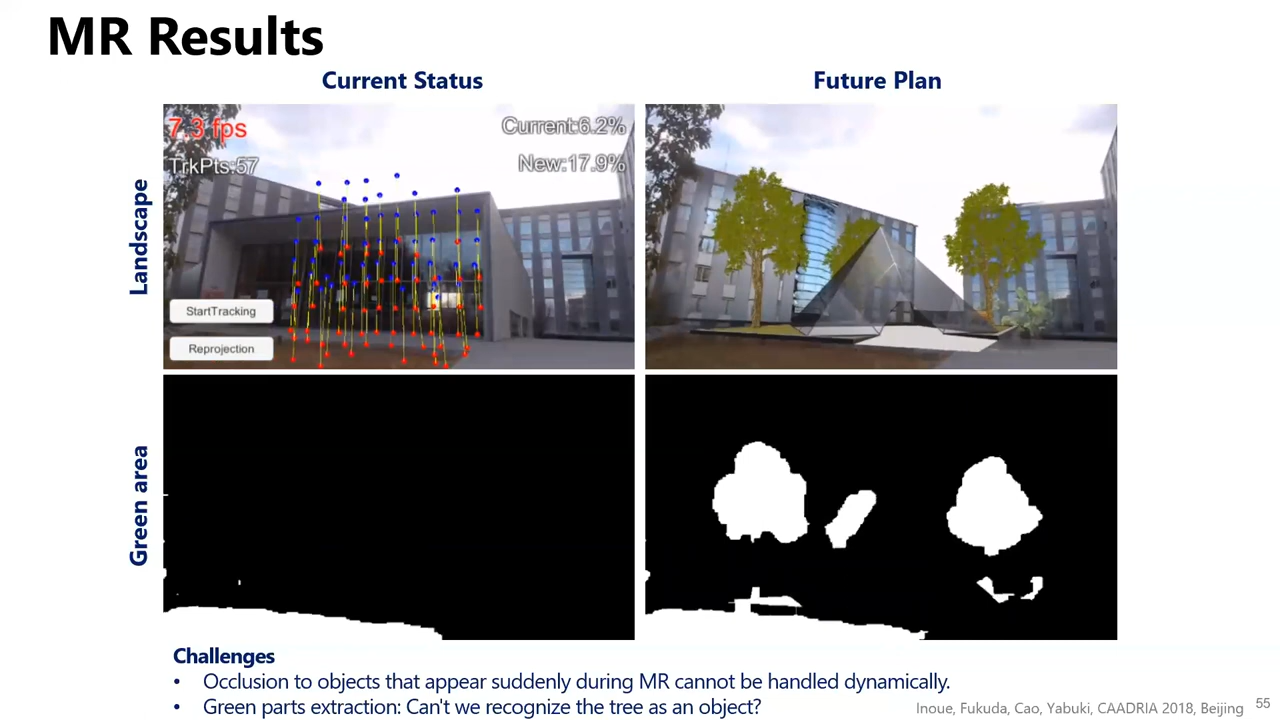 MR Results
Current Status
Future Plan
Landscape
7.3 fps
TrkPts:57
Current:6.2%
New:17.9%
StartTracking
Reprojection
Green area
Challenges
• Occlusion to objects that appear suddenly during MR cannot be handled dynamically.
• Green parts extraction: Can't we recognize the tree as an object?
Inoue, Fukuda, Cao, Yabuki, CAADRIA 2018, Beijing
55